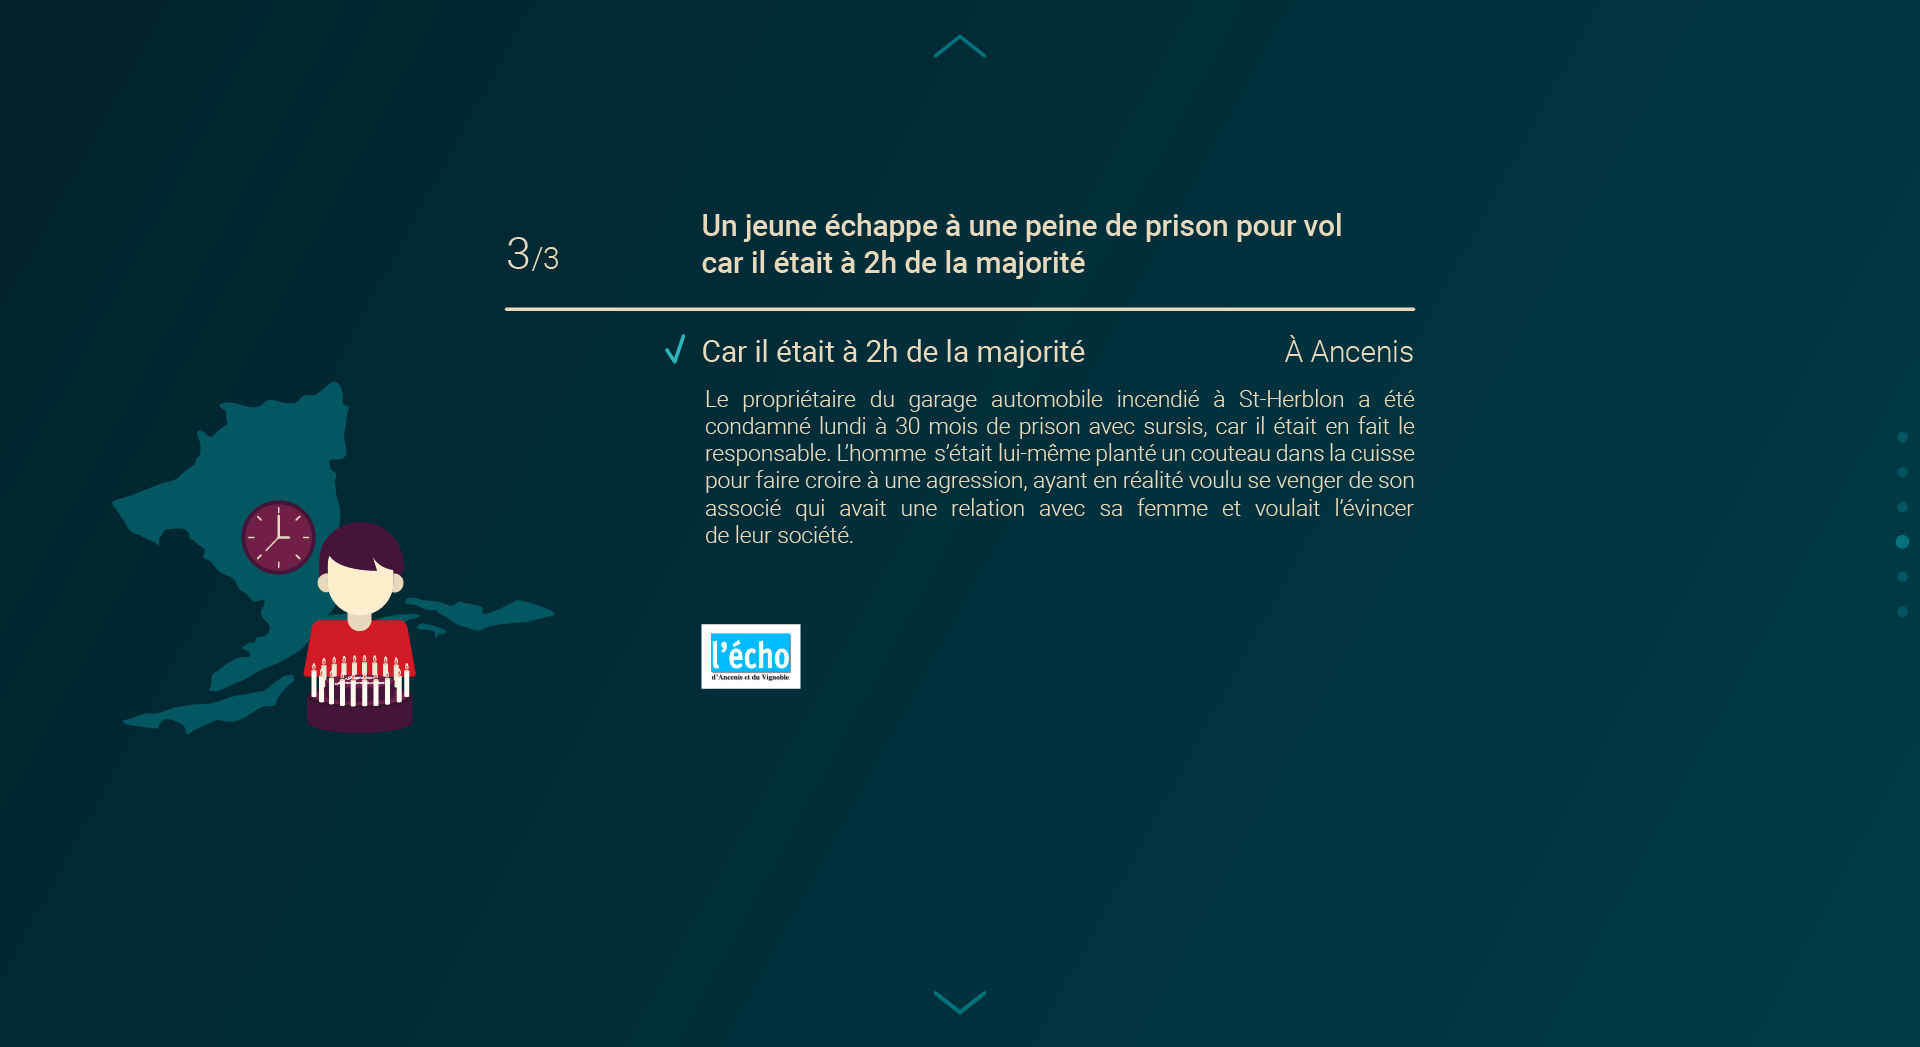 3/3
Un jeune échappe à une peine de prison pour vol
car il était à 2h de la majorité
Car il était à 2h de la majorité
À Ancenis
Le propriétaire du garage automobile incendié à St-Herblon a été
condamné lundi à 30 mois de prison avec sursis, car il était en fait le
responsable. L’homme s’était lui-même planté un couteau dans la cuisse
pour faire croire à une agression, ayant en réalité voulu se venger de son
associé qui avait une relation avec sa femme et voulait l’évincer
de leur société.
l’écho
d’Ancenis et du Vignoble